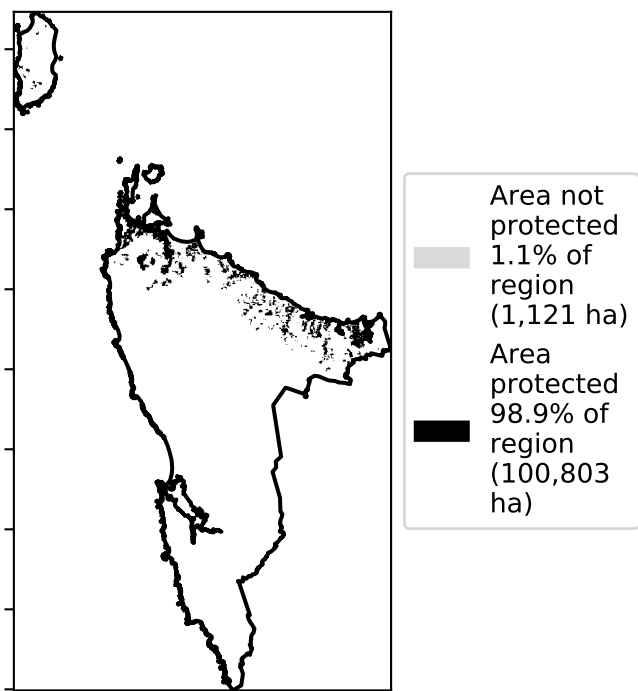 Area not
protected
1.1% of
region
(1,121 ha)
Area
protected
98.9% of
region
(100,803
ha)